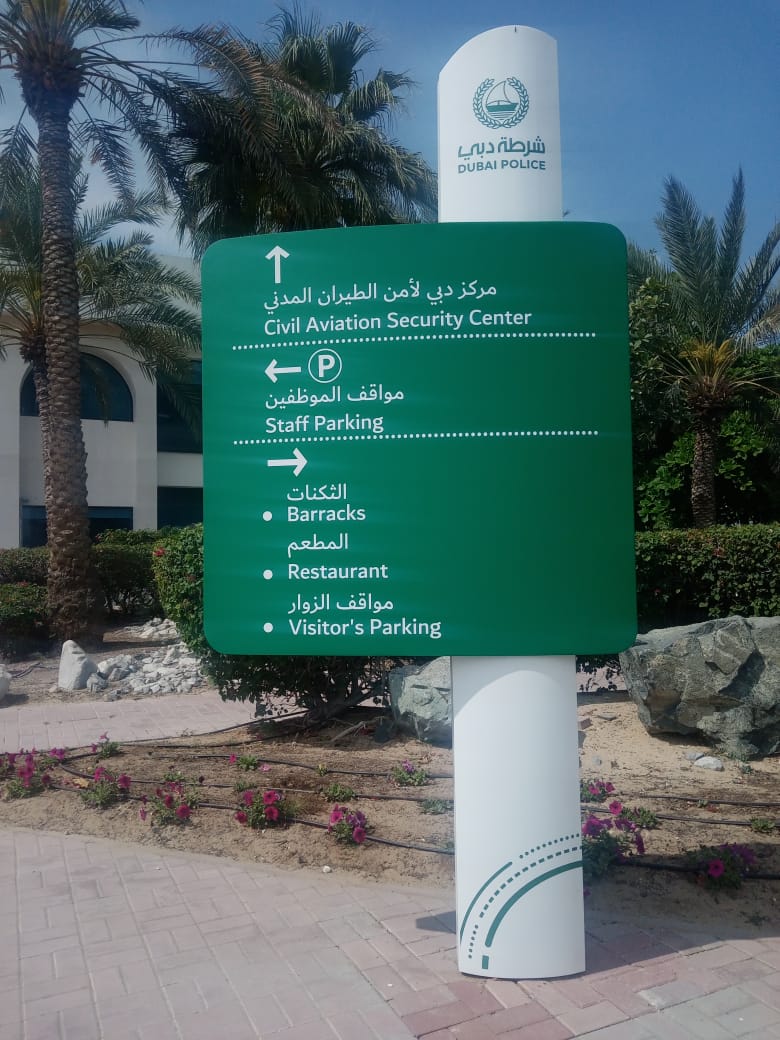 شرطة دبي
DUBAI POLICE
↑
مركز دبي لأمن الطيران المدني
Civil Aviation Security Center
← P
مواقف الموظفين
Staff Parking
→
الثكنات
• Barracks
المطعم
• Restaurant
مواقف الزوار
• Visitor's Parking